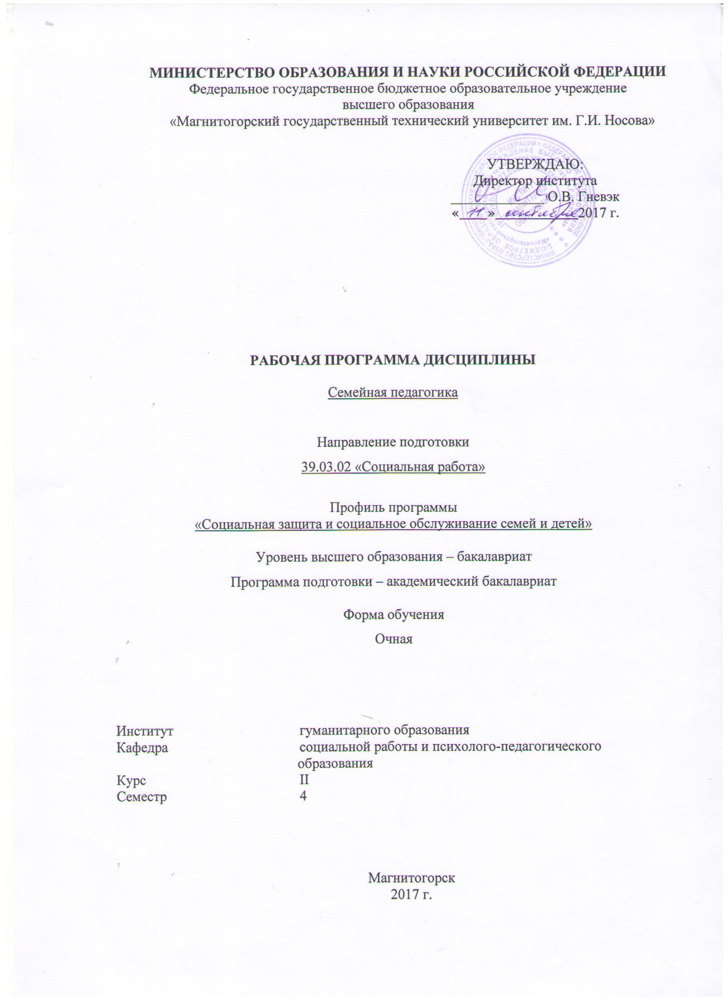 МИНИСТЕРСТВО ОБРАЗОВАНИЯ И НАУКИ РОССИЙСКОЙ ФЕДЕРАЦИИ
Федеральное государственное бюджетное образовательное учреждение
высшего образования
«Магнитогорский государственный технический университет им. Г.И. Носова»
УТВЕРЖДАЮ:
Директор института
О.В. Гневэк
«11» сентября 2017 г.
РАБОЧАЯ ПРОГРАММА ДИСЦИПЛИНЫ
Семейная педагогика
Направление подготовки
39.03.02 «Социальная работа»
Профиль программы
«Социальная защита и социальное обслуживание семей и детей»
Уровень высшего образования – бакалавриат
Программа подготовки – академический бакалавриат
Форма обучения
Очная
Институт гуманитарного образования
Кафедра социальной работы и психолого-педагогического
образования
Курс II
Семестр 4
Магнитогорск
2017 г.